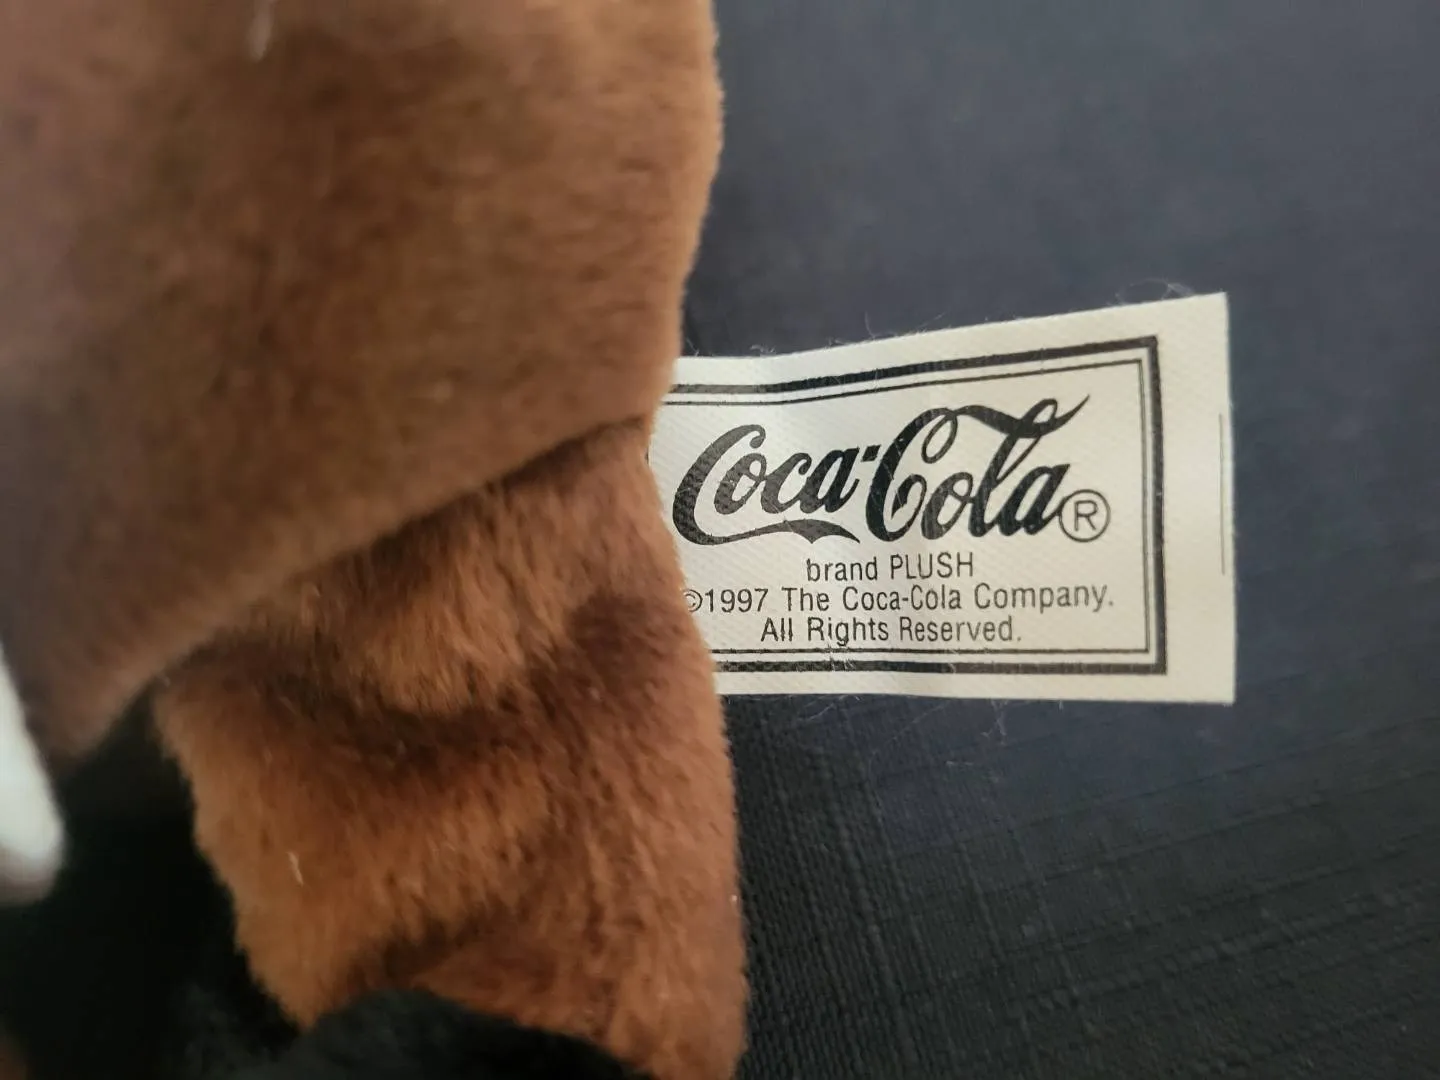 Coca-Cola®
brand PLUSH
©1997 The Coca-Cola Company.
All Rights Reserved.